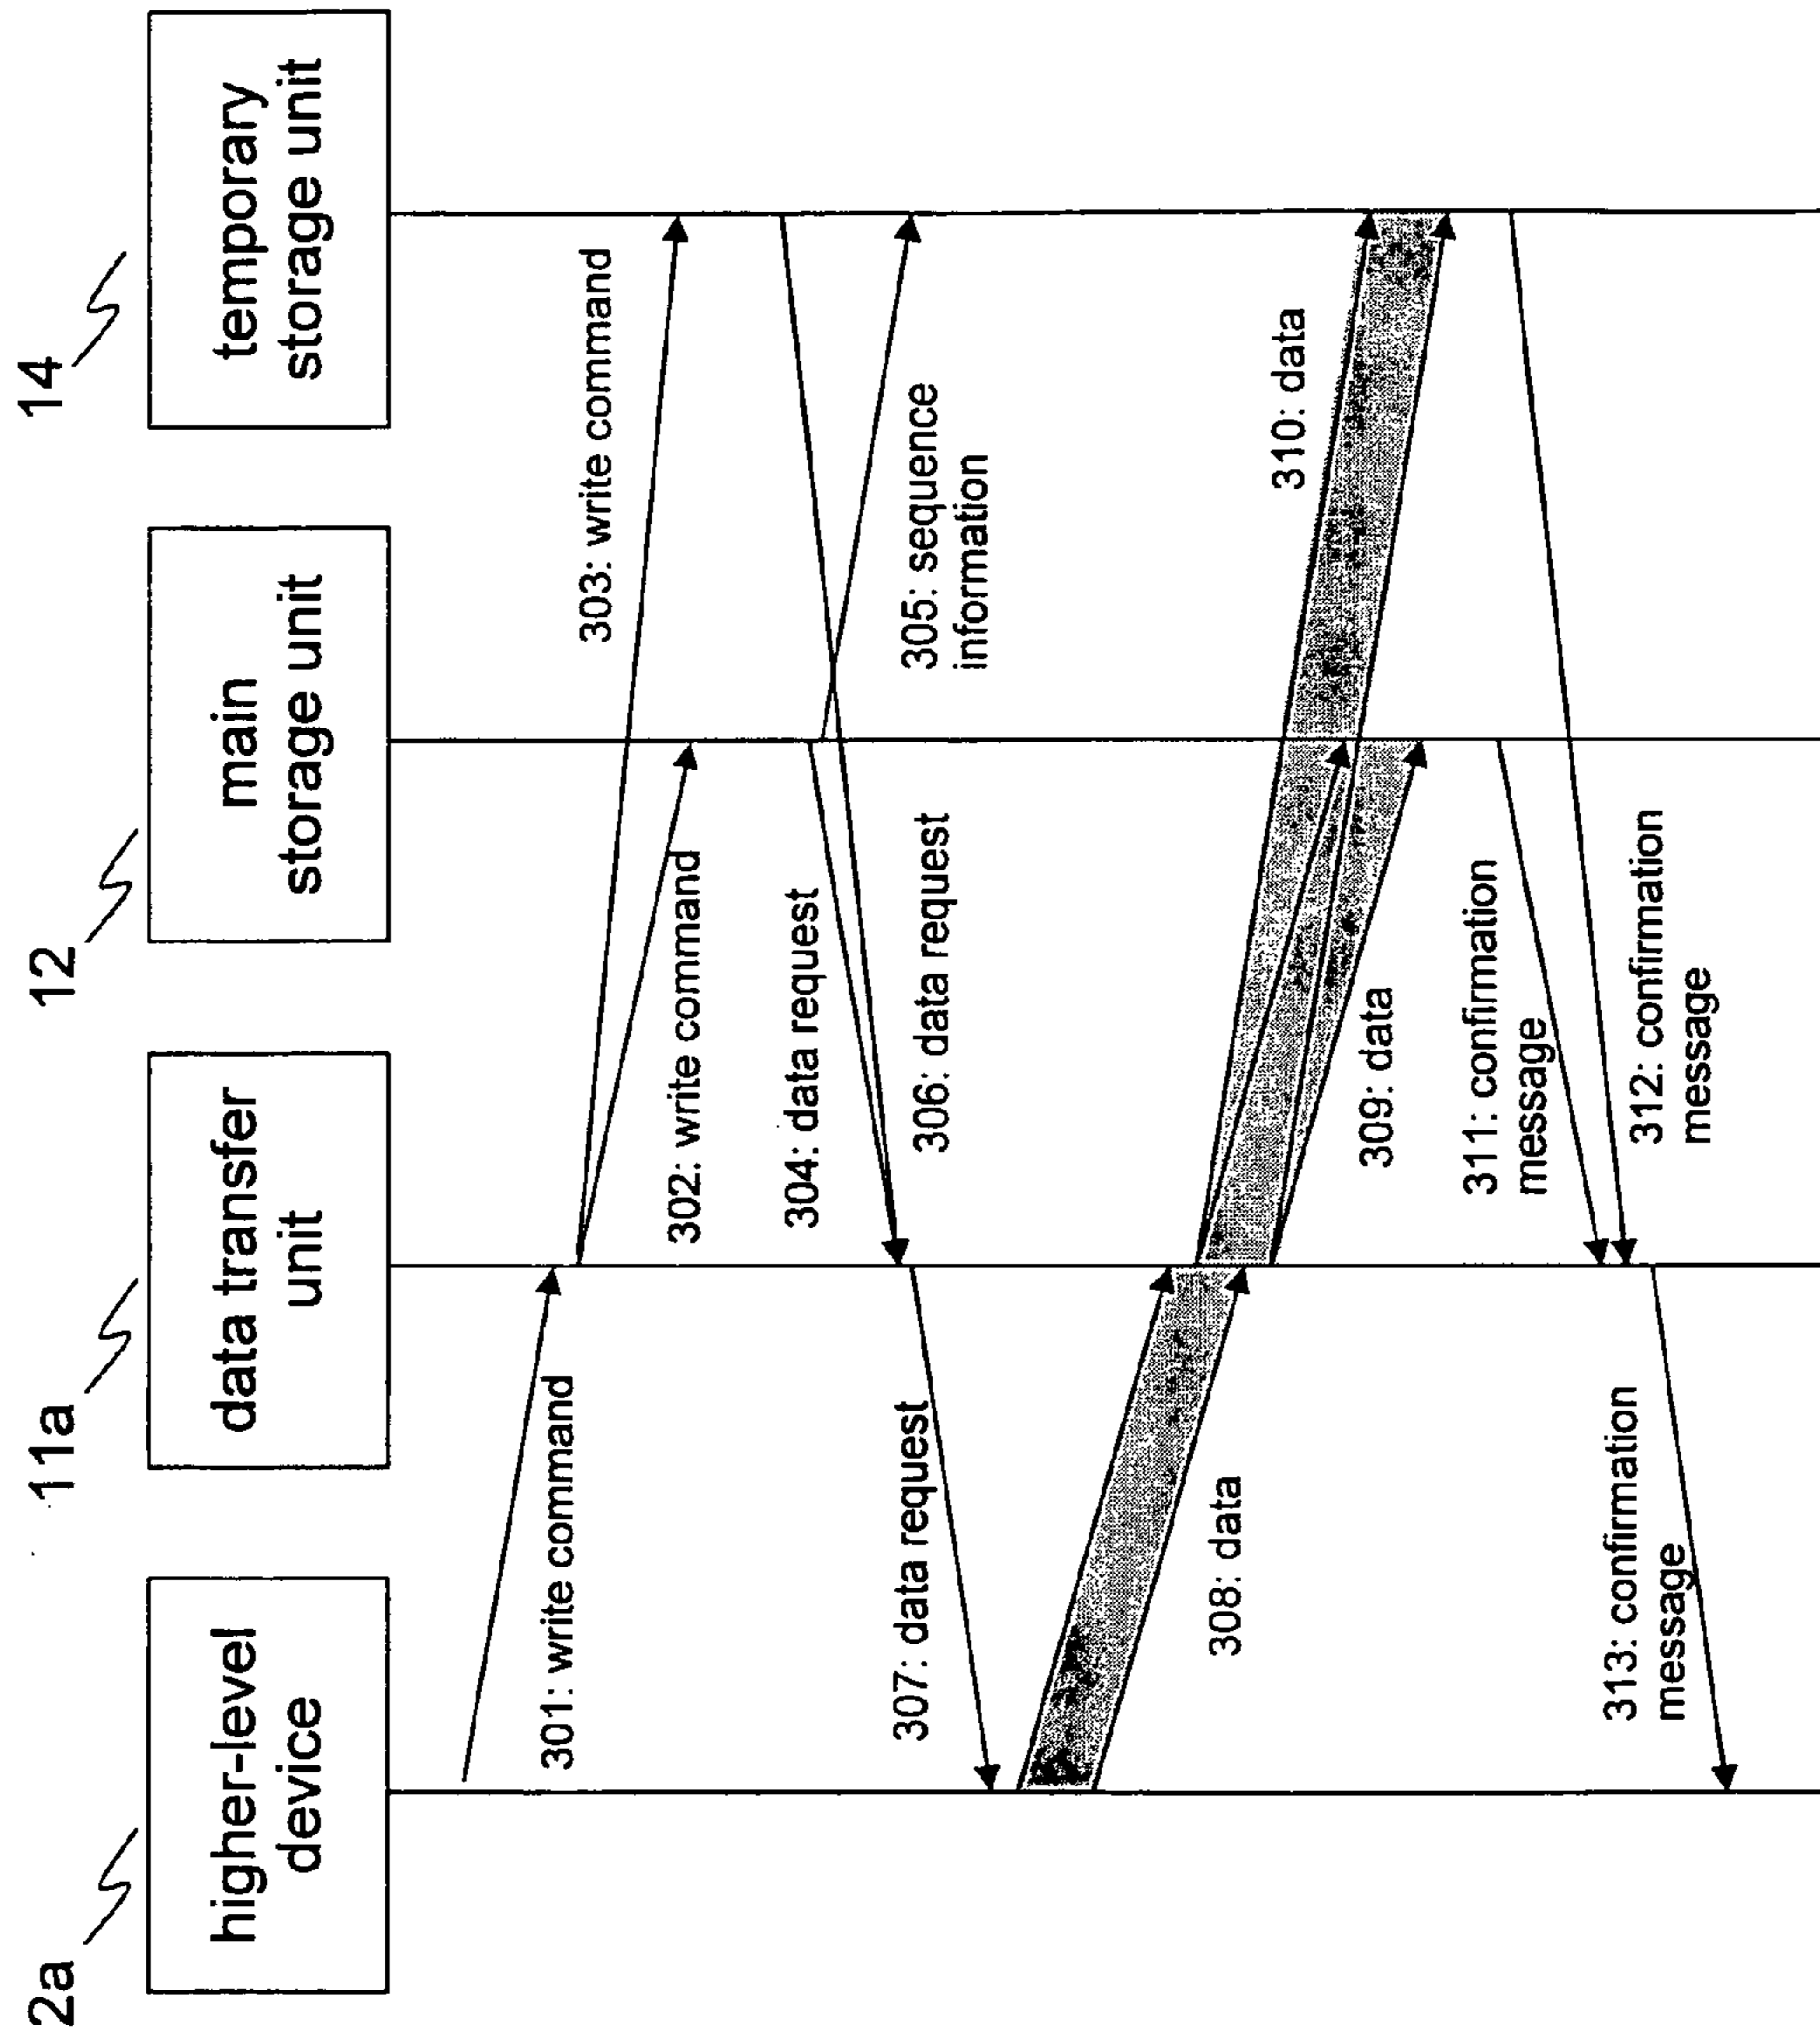 2a
higher-level
device
11a
data transfer
unit
12
main
storage unit
14
temporary
storage unit
301: write command
302: write command
303: write command
304: data request
305: sequence
information
306: data request
307: data request
308: data
309: data
310: data
311: confirmation
message
312: confirmation
message
313: confirmation
message